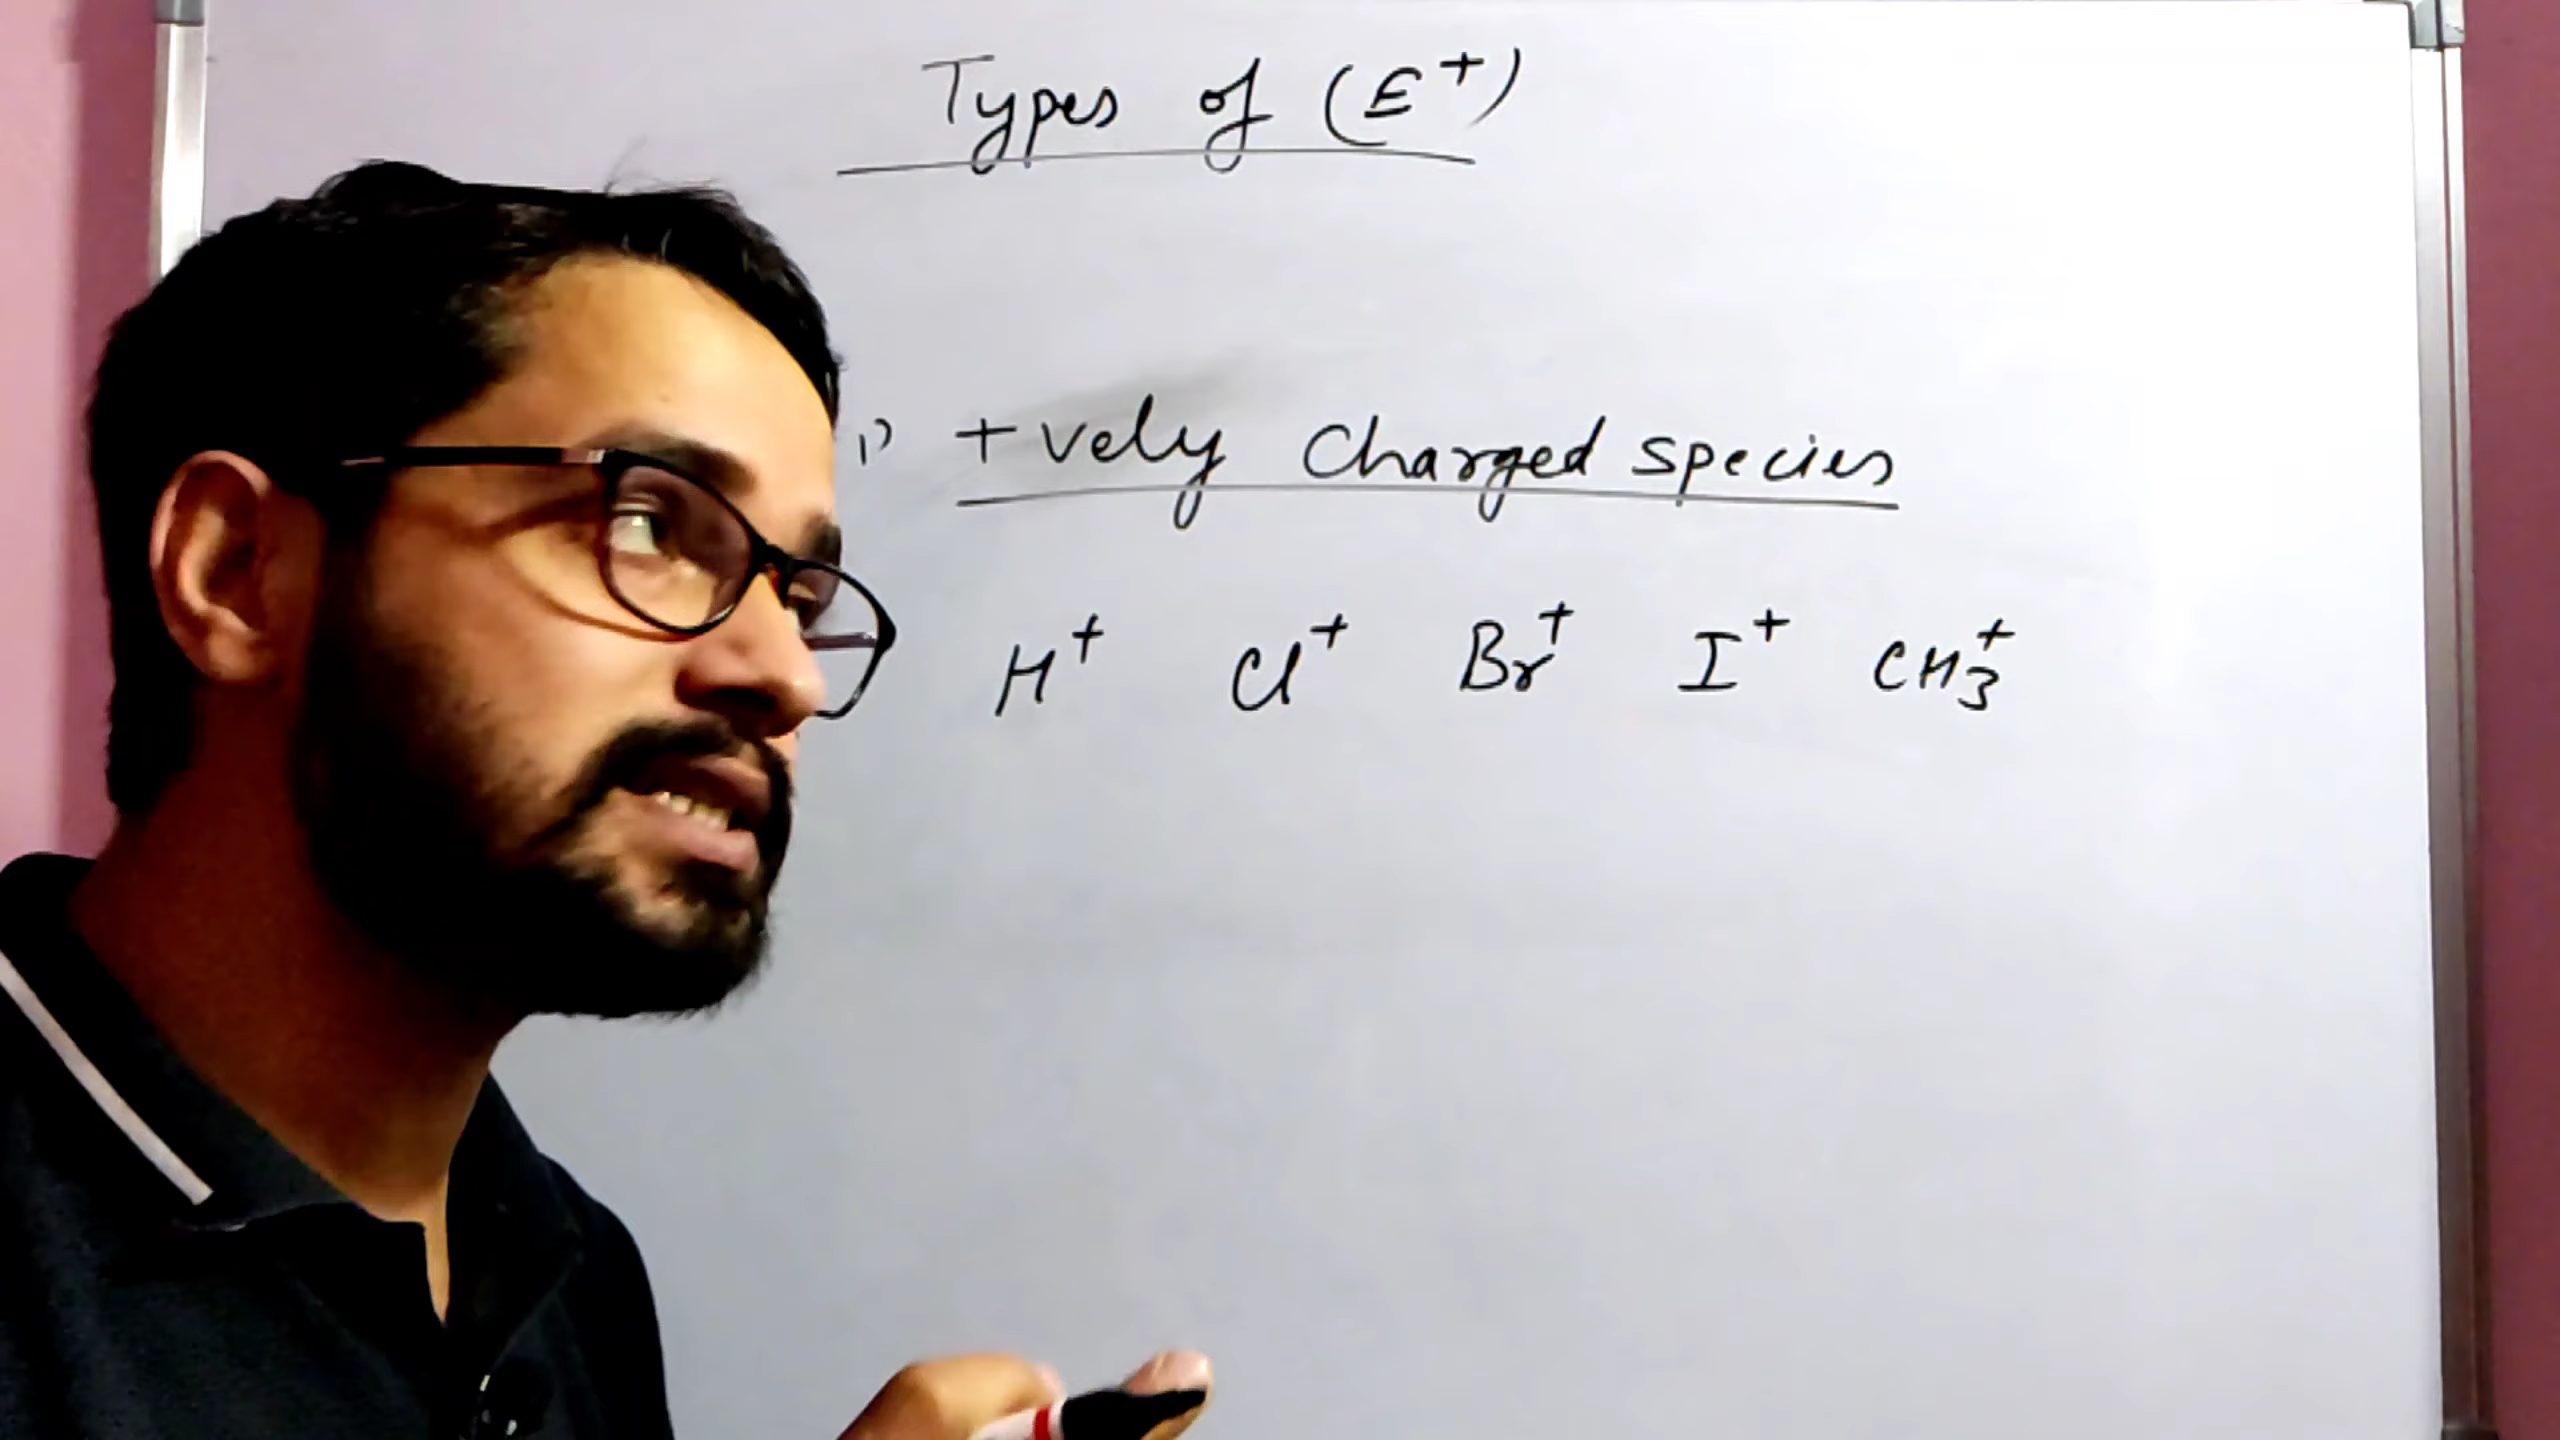 Types of (E⁺)
1) +vely Charged species
H⁺ Cl⁺ Br⁺ I⁺ CH₃⁺